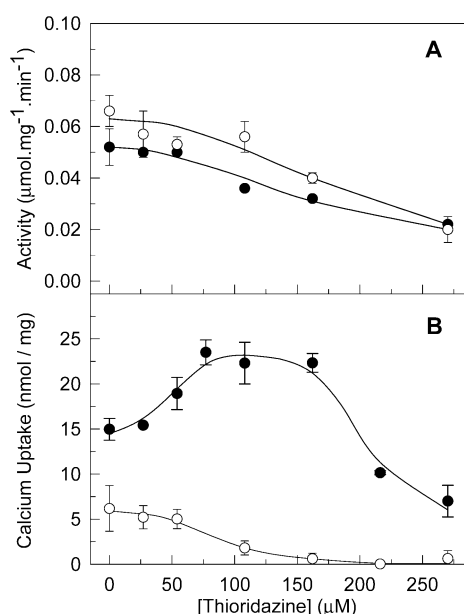 A
Activity (μmol.mg⁻¹.min⁻¹)
0.10
0.08
0.06
0.04
0.02
0.00
B
Calcium Uptake (nmol / mg)
25
20
15
10
5
0
0 50 100 150 200 250
[Thioridazine] (μM)